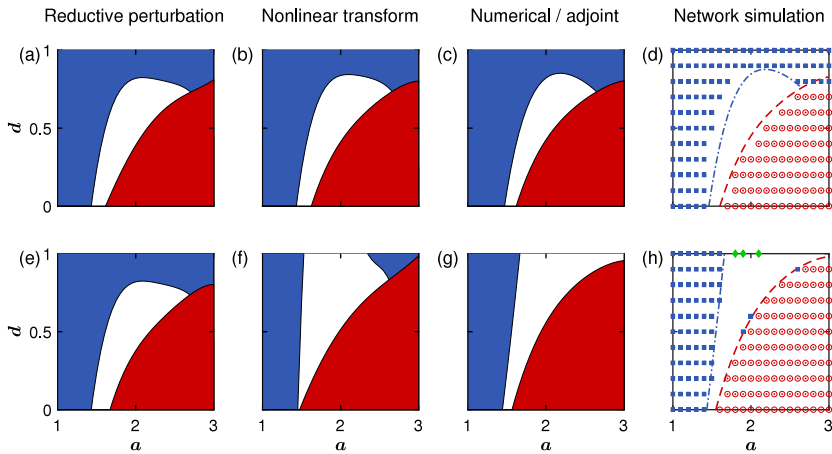 Reductive perturbation Nonlinear transform Numerical / adjoint Network simulation
(a) (b) (c) (d)
1
d 0.5
0
(e) (f) (g) (h)
1
d 0.5
0
1 2 3 1 2 3 1 2 3 1 2 3
a a a a